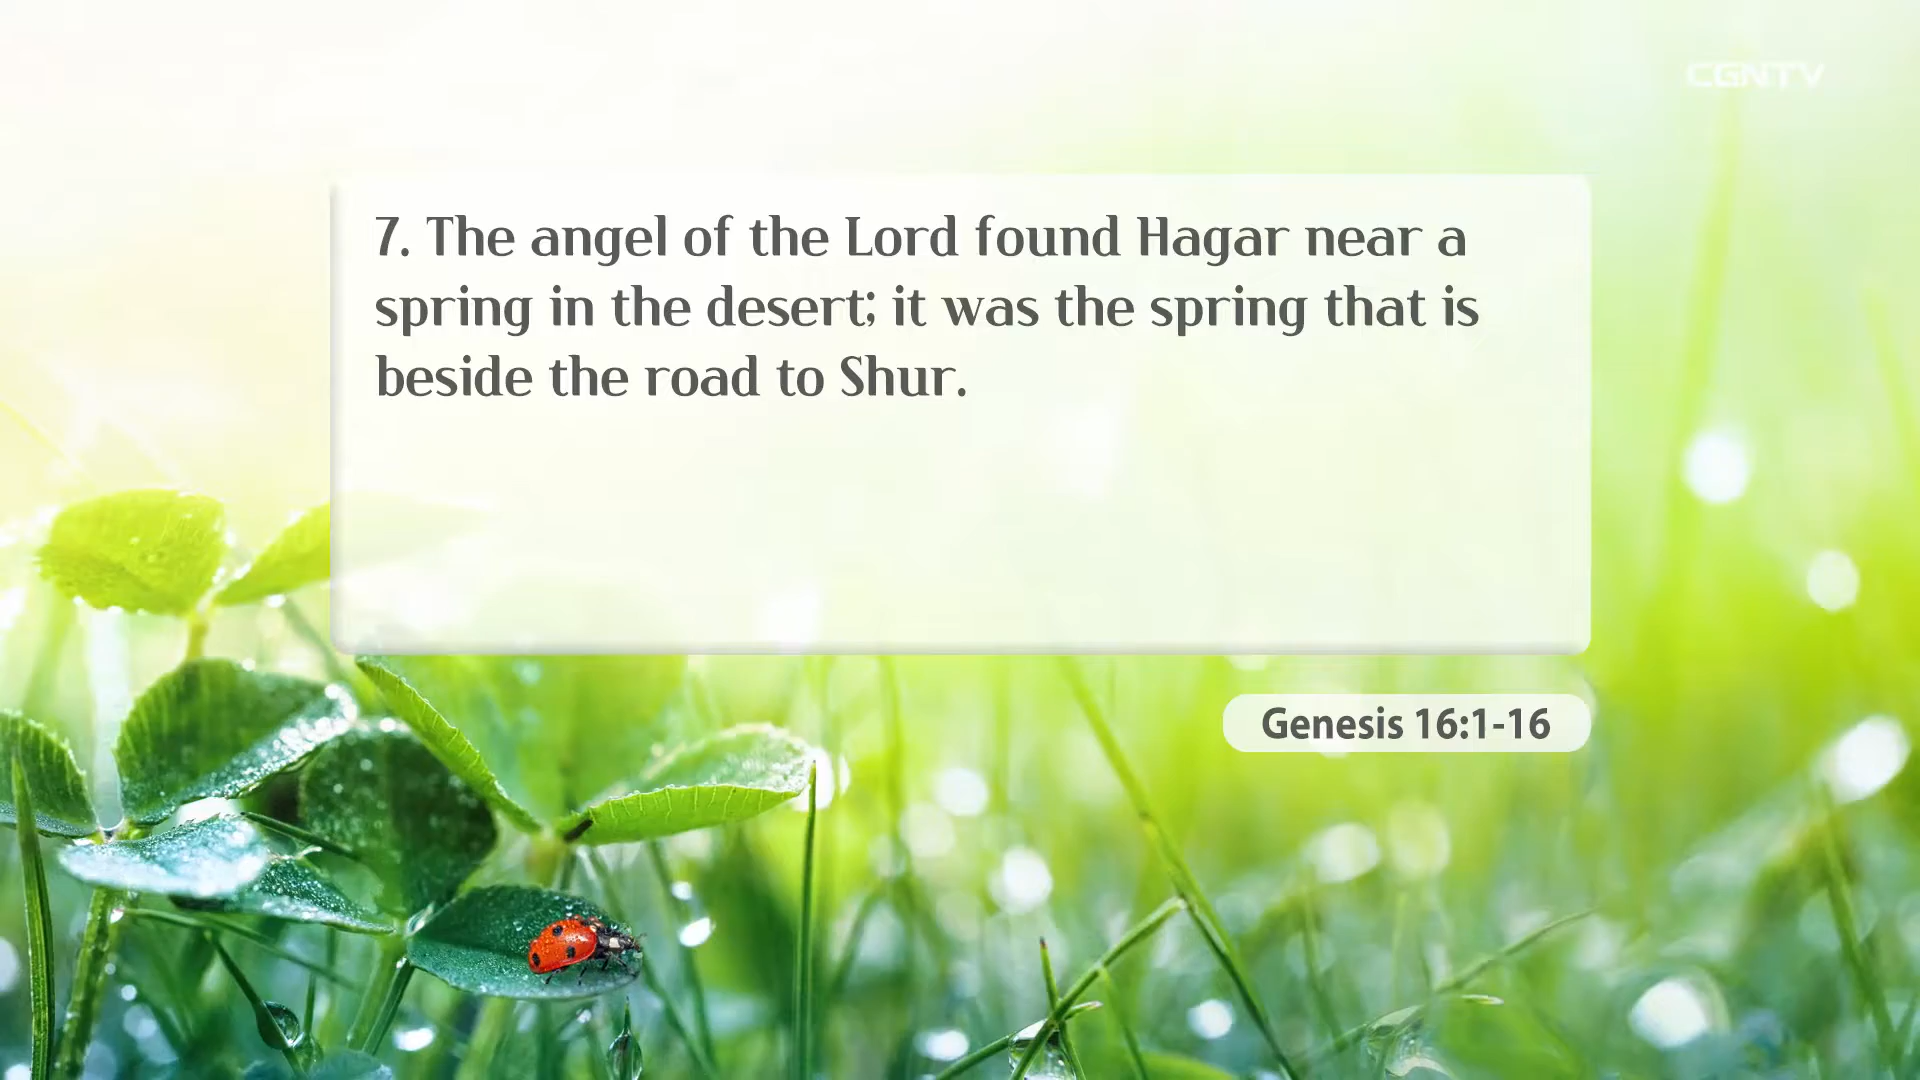 CGNTV
7. The angel of the Lord found Hagar near a
spring in the desert; it was the spring that is
beside the road to Shur.
Genesis 16:1-16